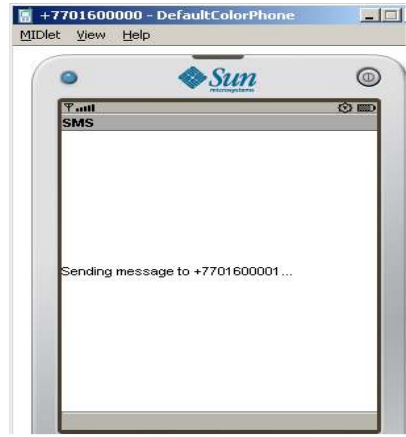 +7701600000 - DefaultColorPhone
MIDlet View Help
Sun
microsystems
SMS
Sending message to +7701600001...